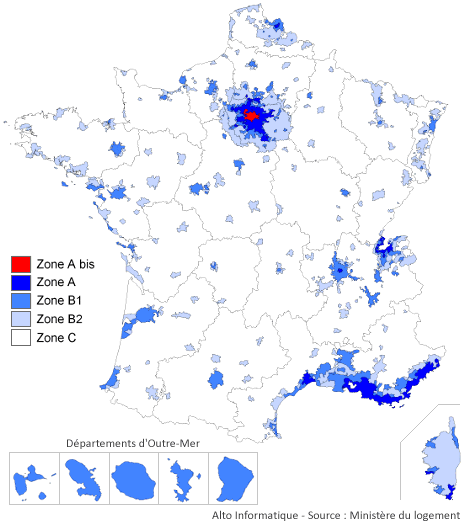 Zone A bis
Zone A
Zone B1
Zone B2
Zone C
Départements d'Outre-Mer
Alto Informatique - Source : Ministère du logement